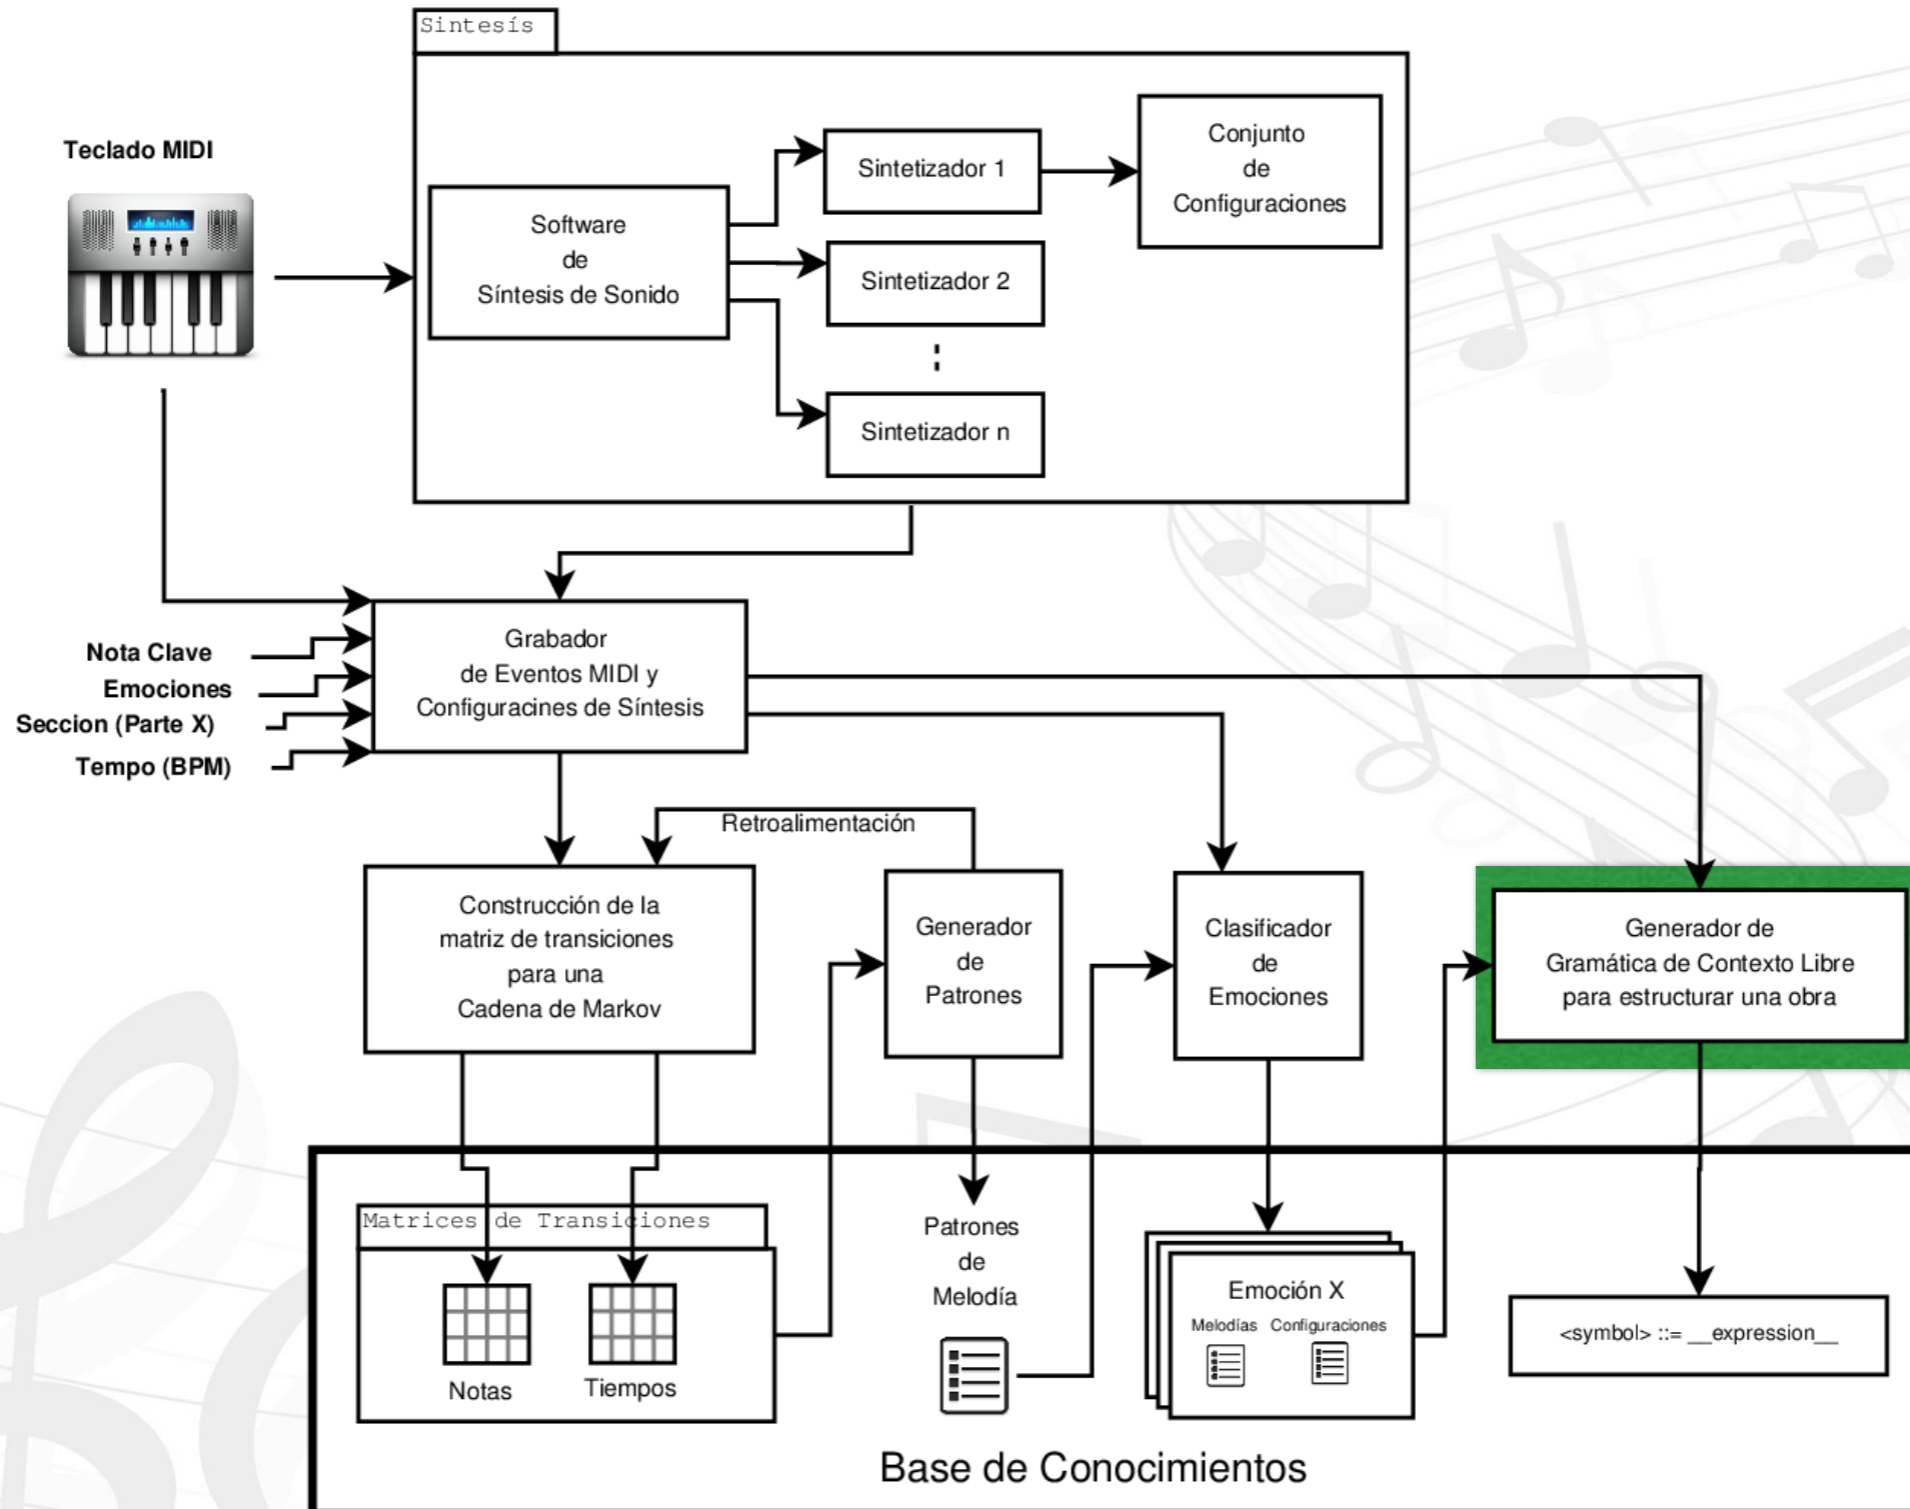 Sintesís
Teclado MIDI
Software
de
Síntesis de Sonido
Sintetizador 1
Sintetizador 2
Sintetizador n
Conjunto
de
Configuraciones
Nota Clave
Emociones
Seccion (Parte X)
Tempo (BPM)
Grabador
de Eventos MIDI y
Configuracines de Síntesis
Retroalimentación
Construcción de la
matriz de transiciones
para una
Cadena de Markov
Generador
de
Patrones
Clasificador
de
Emociones
Generador de
Gramática de Contexto Libre
para estructurar una obra
Matrices de Transiciones
Notas
Tiempos
Patrones
de
Melodía
Emoción X
Melodías Configuraciones
<symbol> ::= __expression__
Base de Conocimientos